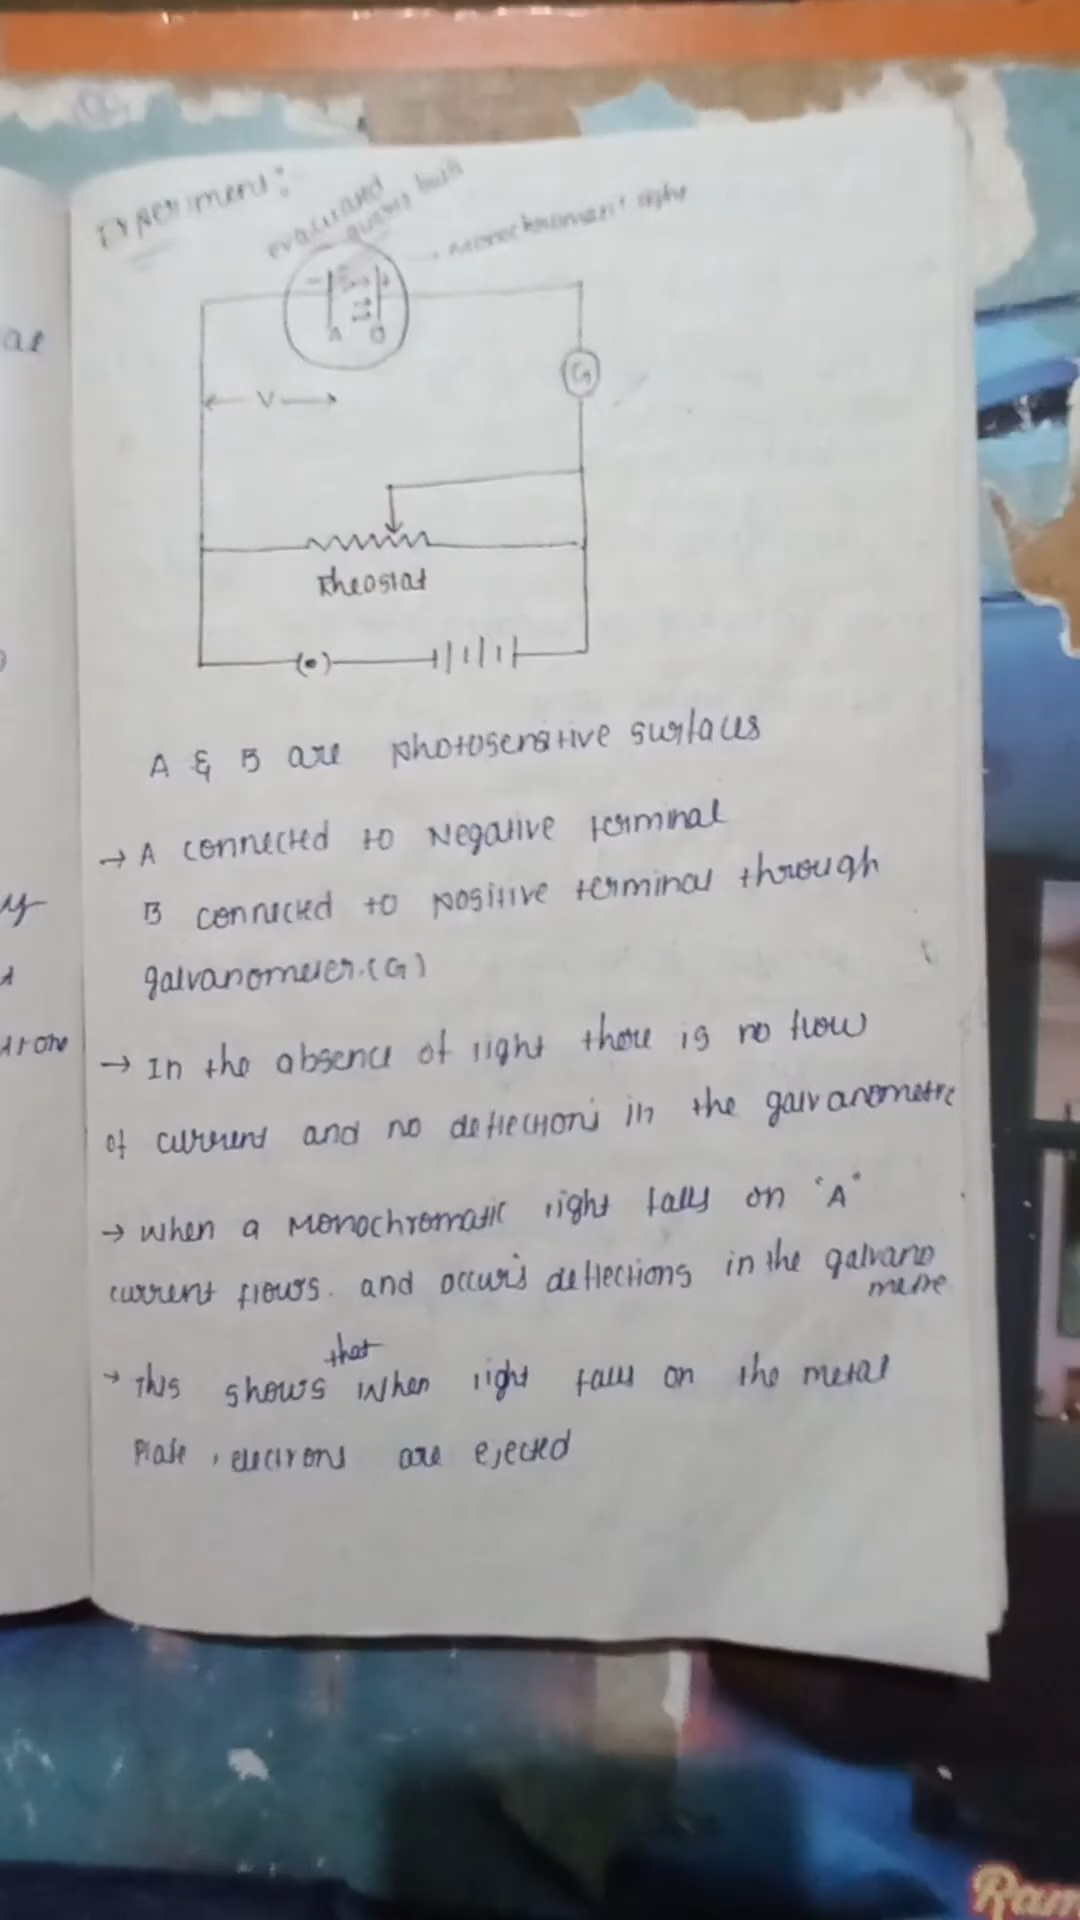 Experiment:
evacuated
quartz bulb
monochromatic light
- +
A B
G
V
Rheostat
(•)
A & B are photosensitive surfaces
→ A connected to Negative terminal
B connected to positive terminal through
galvanometer.(G)
→ In the absence of light there is no flow
of current and no deflections in the galvanometre
→ when a Monochromatic light falls on "A"
current flows. and occurs deflections in the galvano
metre
that
→ This shows when light falls on the metal
plate, electrons are ejected
Ram